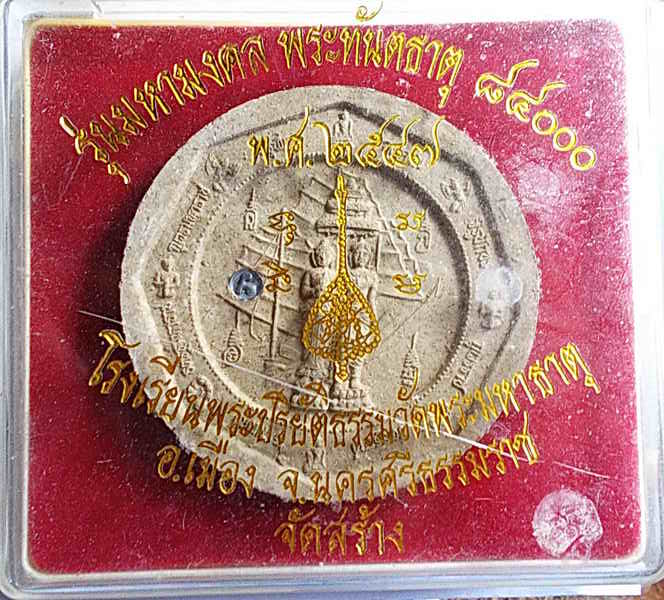 รุ่นมหามงคล พระทันตธาตุ ๘๔๐๐๐
พ.ศ.๒๕๔๗
โรงเรียนพระปริยัติธรรมวัดพระมหาธาตุ
อ.เมือง จ.นครศรีธรรมราช
จัดสร้าง